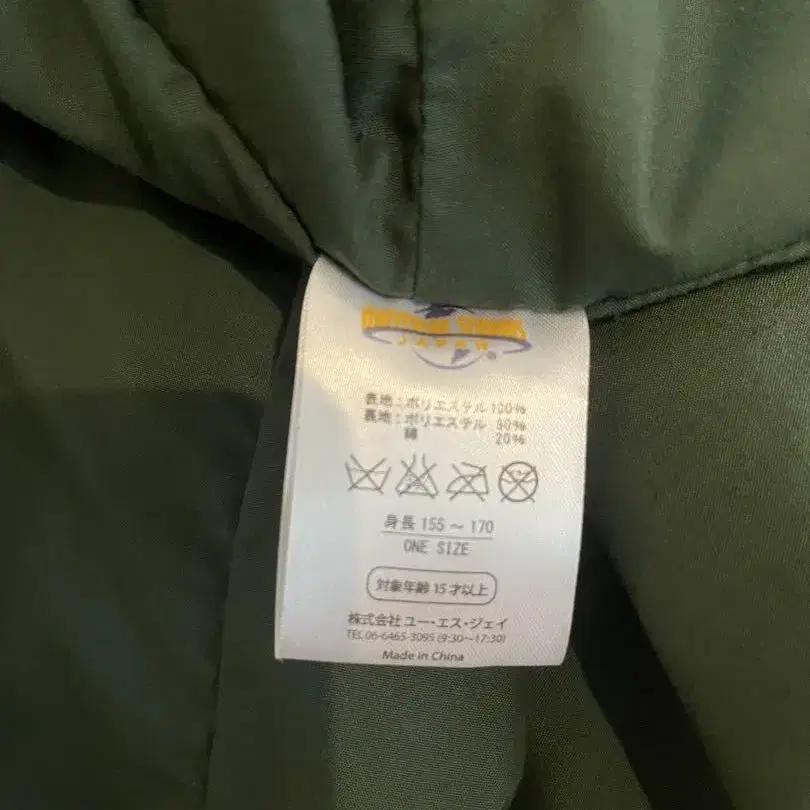 JAPAN
®
表地：ポリエステル 100%
裏地：ポリエステル 80%
綿 20%
身長 155 ～ 170
ONE SIZE
対象年齢 15 才以上
株式会社 ユー・エス・ジェイ
TEL 06-6465-3095 (9:30～17:30)
Made in China